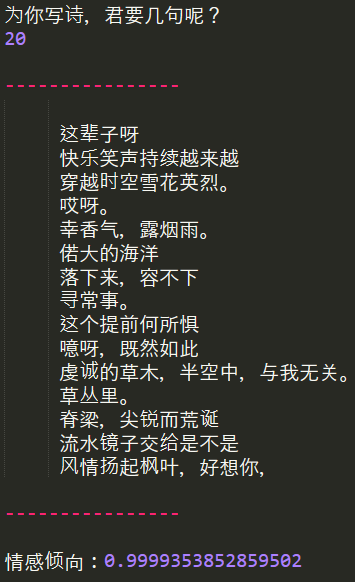 为你写诗, 君要几句呢？
20
----------------
这辈子呀
快乐笑声持续越来越
穿越时空雪花英烈。
哎呀。
幸香气, 露烟雨。
偌大的海洋
落下来, 容不下
寻常事。
这个提前何所惧
噫呀, 既然如此
虔诚的草木, 半空中, 与我无关。
草丛里。
脊梁, 尖锐而荒诞
流水镜子交给是不是
风情扬起枫叶, 好想你,
----------------
情感倾向：0.9999353852859502